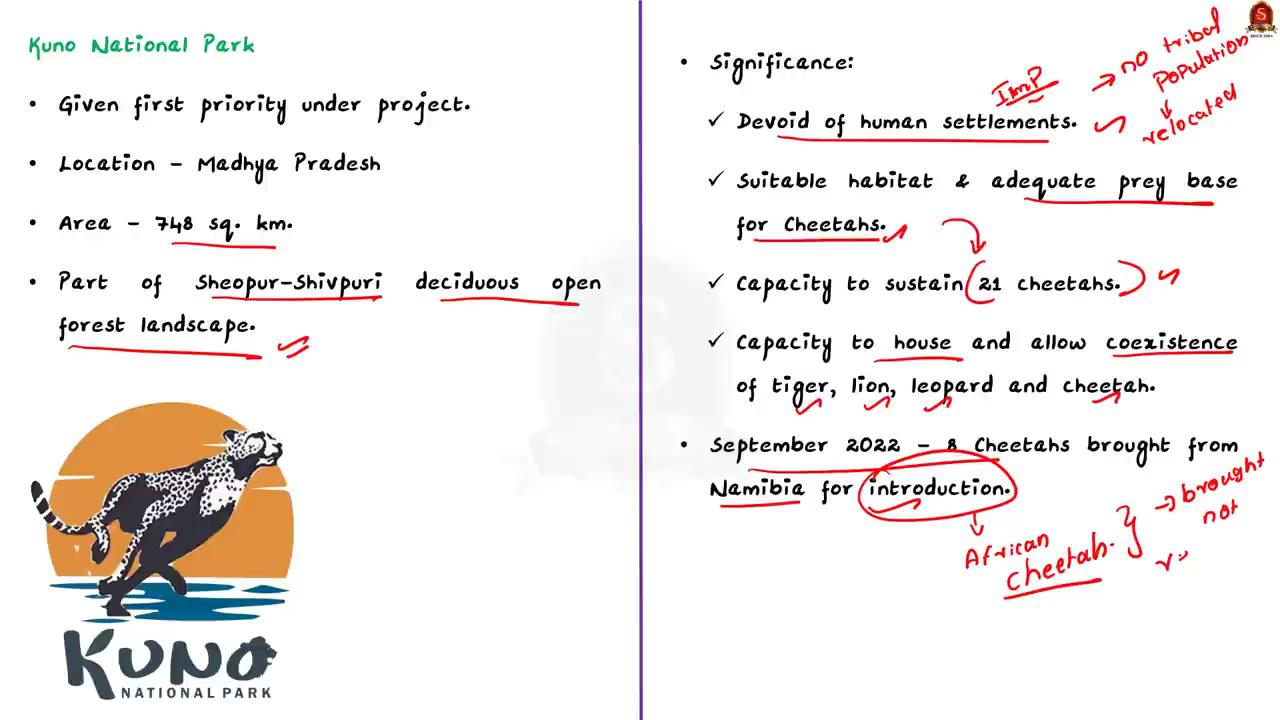 Kuno National Park
• Given first priority under project.
• Location – Madhya Pradesh
• Area – 748 sq. km.
• Part of Sheopur-Shivpuri deciduous open
forest landscape.
KUNO
NATIONAL PARK
• Significance:
Imp
→ no tribal
population
↓
relocated
✓ Devoid of human settlements.
✓ Suitable habitat & adequate prey base
for Cheetahs.
✓ Capacity to sustain (21 cheetahs.)
✓ Capacity to house and allow coexistence
of tiger, lion, leopard and cheetah.
• September 2022 – 8 Cheetahs brought from
Namibia for introduction.
African
cheetah.
→ brought
not